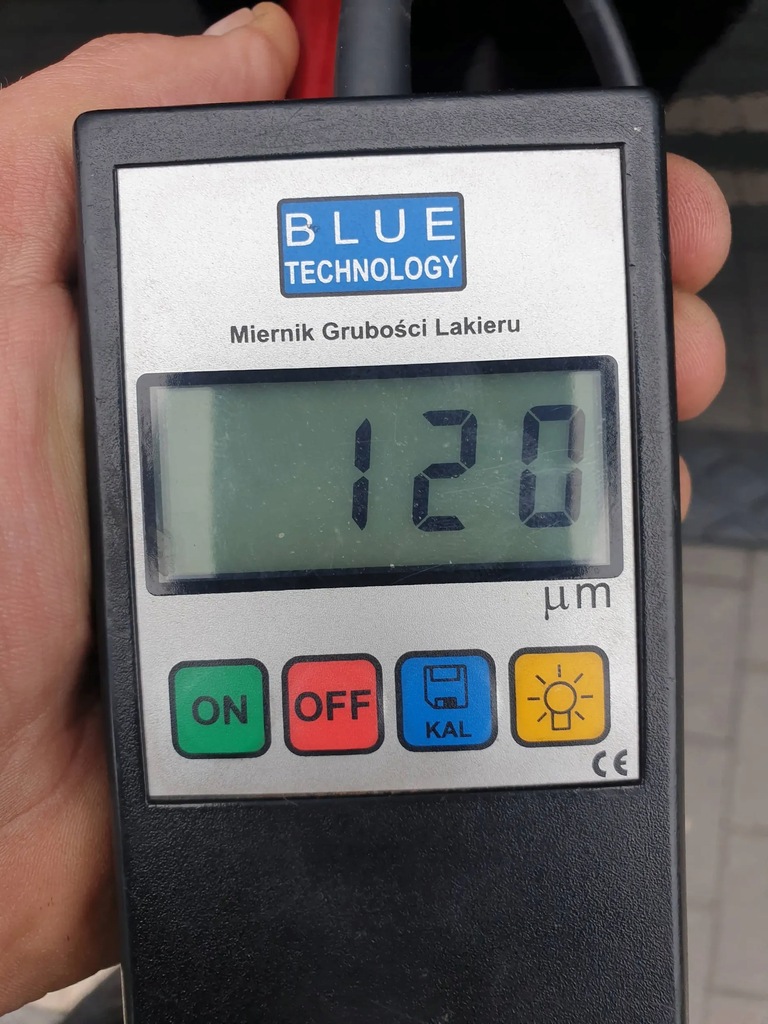 BLUE
TECHNOLOGY
Miernik Grubości Lakieru
120
μm
ON
OFF
KAL
CE